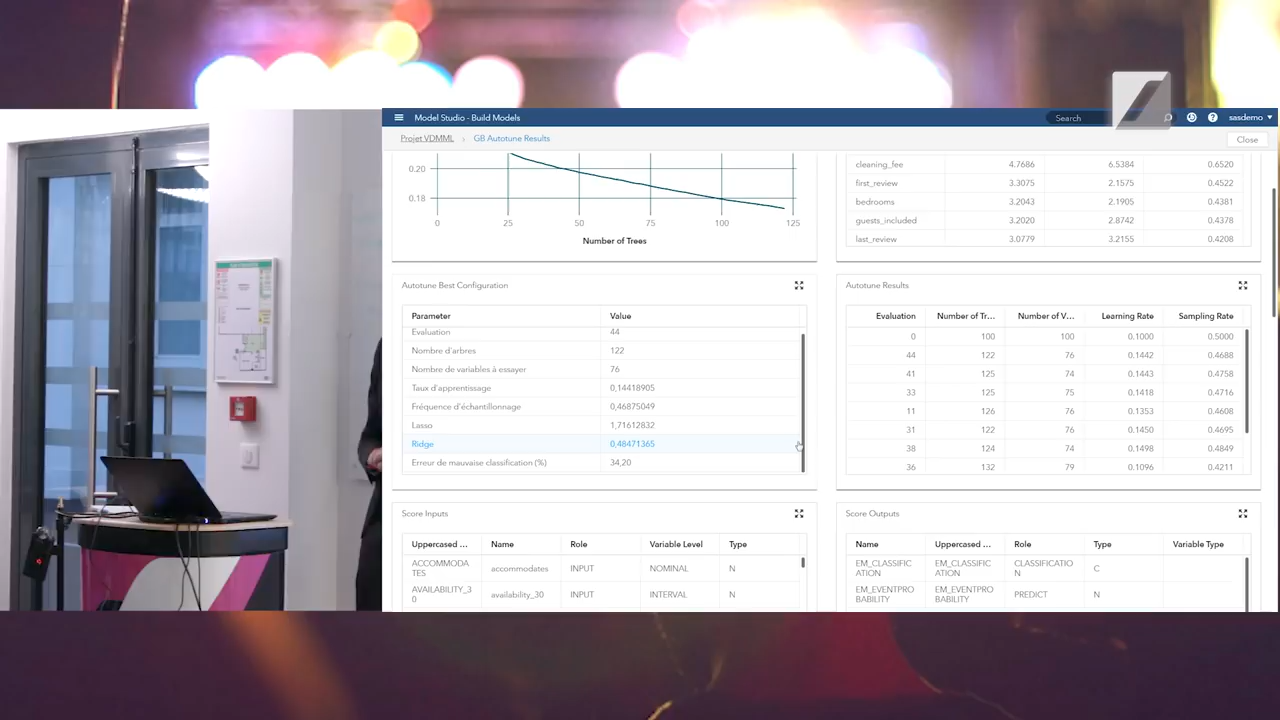 Model Studio - Build Models
Search
sasdemo
Projet VDMML
GB Autotune Results
Close
0.20
0.18
0 25 50 75 100 125
Number of Trees
cleaning_fee 4.7686 6.5384 0.6520
first_review 3.3075 2.1575 0.4522
bedrooms 3.2043 2.1905 0.4381
guests_included 3.2020 2.8742 0.4378
last_review 3.0779 3.2155 0.4208
Autotune Best Configuration
Parameter Value
Evaluation 44
Nombre d'arbres 122
Nombre de variables à essayer 76
Taux d'apprentissage 0,14418905
Fréquence d'échantillonnage 0,46875049
Lasso 1,71612832
Ridge 0,48471365
Erreur de mauvaise classification (%) 34,20
Autotune Results
Evaluation Number of Tr... Number of V... Learning Rate Sampling Rate
0 100 100 0.1000 0.5000
44 122 76 0.1442 0.4688
41 125 74 0.1443 0.4758
33 125 75 0.1418 0.4716
11 126 76 0.1353 0.4608
31 122 76 0.1450 0.4695
38 124 74 0.1498 0.4849
36 132 79 0.1096 0.4211
Score Inputs
Uppercased ... Name Role Variable Level Type
ACCOMMODA
TES accommodates INPUT NOMINAL N
AVAILABILITY_3
0 availability_30 INPUT INTERVAL N
Score Outputs
Name Uppercased ... Role Type Variable Type
EM_CLASSIFIC EM_CLASSIFIC CLASSIFICATIO C
ATION ATION N
EM_EVENTPRO EM_EVENTPRO PREDICT N
BABILITY BABILITY